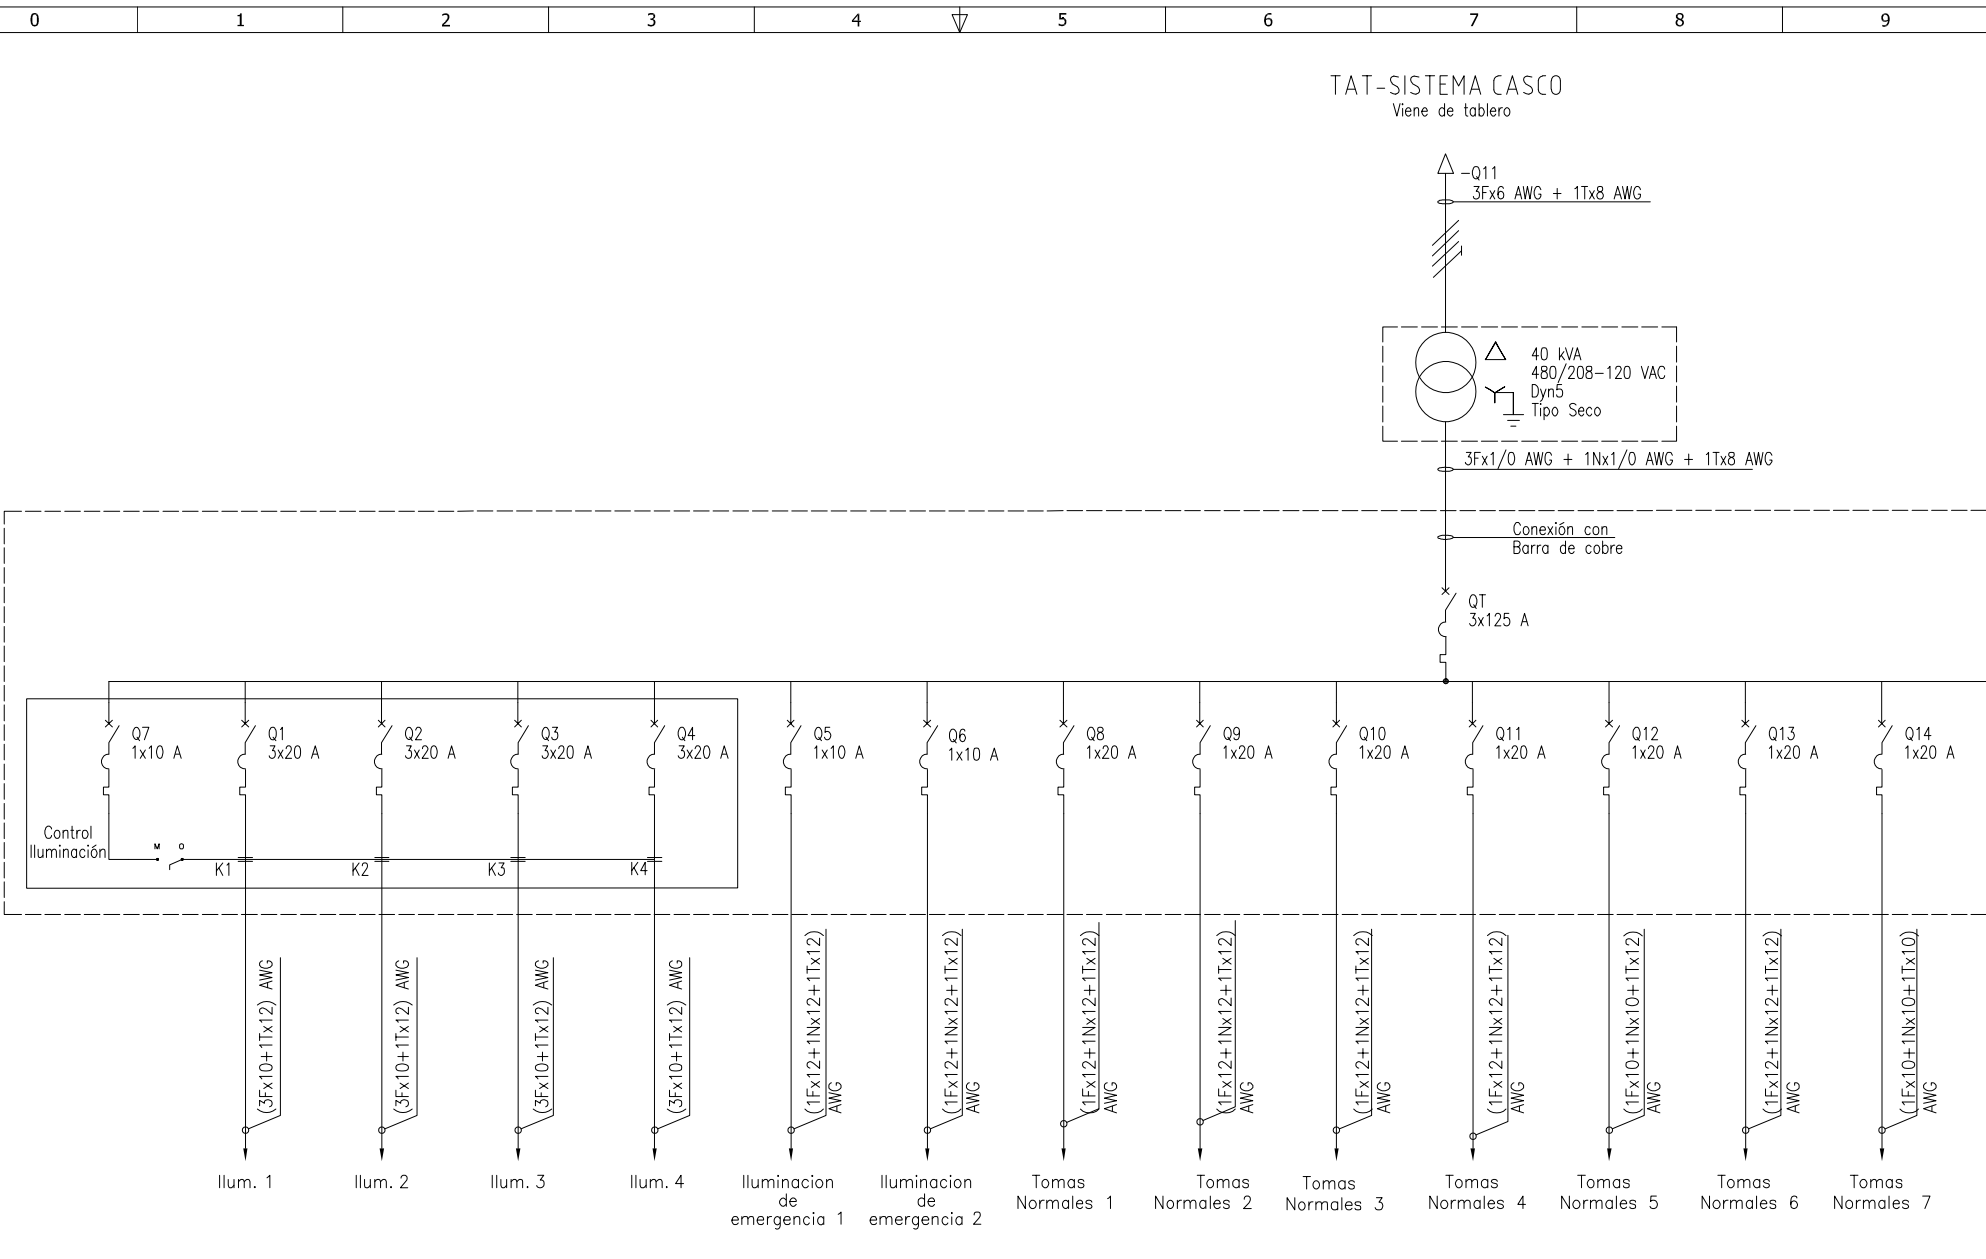 0 1 2 3 4 5 6 7 8 9
TAT-SISTEMA CASCO
Viene de tablero
-Q11
3Fx6 AWG + 1Tx8 AWG
40 kVA
480/208-120 VAC
Dyn5
Tipo Seco
3Fx1/0 AWG + 1Nx1/0 AWG + 1Tx8 AWG
Conexión con
Barra de cobre
QT
3x125 A
Q7
1x10 A
Q1
3x20 A
Q2
3x20 A
Q3
3x20 A
Q4
3x20 A
Q5
1x10 A
Q6
1x10 A
Q8
1x20 A
Q9
1x20 A
Q10
1x20 A
Q11
1x20 A
Q12
1x20 A
Q13
1x20 A
Q14
1x20 A
Control
Iluminación
M O
K1
K2
K3
K4
(3Fx10+1Tx12) AWG
(3Fx10+1Tx12) AWG
(3Fx10+1Tx12) AWG
(3Fx10+1Tx12) AWG
(1Fx12+1Nx12+1Tx12)
AWG
(1Fx12+1Nx12+1Tx12)
AWG
(1Fx12+1Nx12+1Tx12)
AWG
(1Fx12+1Nx12+1Tx12)
AWG
(1Fx12+1Nx12+1Tx12)
AWG
(1Fx12+1Nx12+1Tx12)
AWG
(1Fx10+1Nx10+1Tx12)
AWG
(1Fx12+1Nx12+1Tx12)
AWG
(1Fx10+1Nx10+1Tx10)
AWG
Ilum. 1
Ilum. 2
Ilum. 3
Ilum. 4
Iluminacion
de
emergencia 1
Iluminacion
de
emergencia 2
Tomas
Normales 1
Tomas
Normales 2
Tomas
Normales 3
Tomas
Normales 4
Tomas
Normales 5
Tomas
Normales 6
Tomas
Normales 7